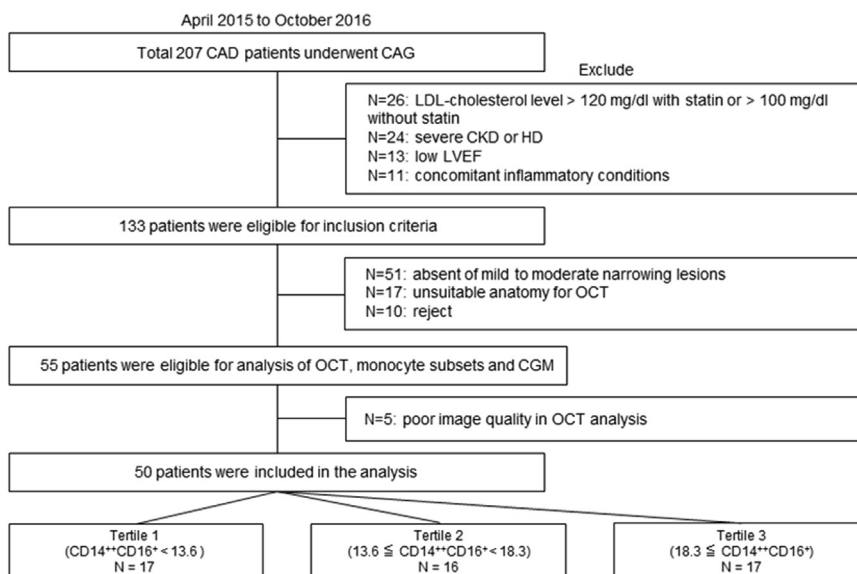 April 2015 to October 2016
Total 207 CAD patients underwent CAG
Exclude
N=26: LDL-cholesterol level > 120 mg/dl with statin or > 100 mg/dl
without statin
N=24: severe CKD or HD
N=13: low LVEF
N=11: concomitant inflammatory conditions
133 patients were eligible for inclusion criteria
N=51: absent of mild to moderate narrowing lesions
N=17: unsuitable anatomy for OCT
N=10: reject
55 patients were eligible for analysis of OCT, monocyte subsets and CGM
N=5: poor image quality in OCT analysis
50 patients were included in the analysis
Tertile 1
(CD14⁺⁺CD16⁺ < 13.6 )
N = 17
Tertile 2
(13.6 ≦ CD14⁺⁺CD16⁺ < 18.3)
N = 16
Tertile 3
(18.3 ≦ CD14⁺⁺CD16⁺)
N = 17